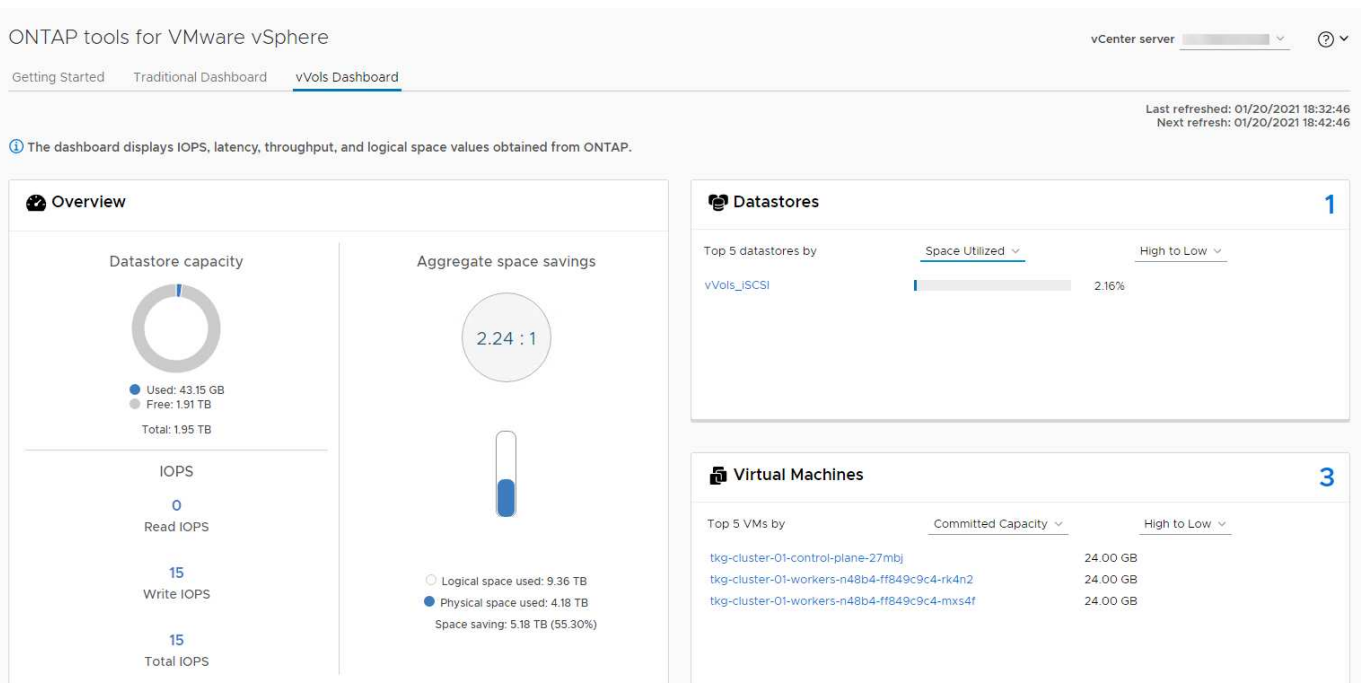 ONTAP tools for VMware vSphere
vCenter server
Getting Started Traditional Dashboard vVols Dashboard
Last refreshed: 01/20/2021 18:32:46
Next refresh: 01/20/2021 18:42:46
The dashboard displays IOPS, latency, throughput, and logical space values obtained from ONTAP.
Overview
Datastore capacity
Used: 43.15 GB
Free: 1.91 TB
Total: 1.95 TB
IOPS
0
Read IOPS
15
Write IOPS
15
Total IOPS
Aggregate space savings
2.24 : 1
Logical space used: 9.36 TB
Physical space used: 4.18 TB
Space saving: 5.18 TB (55.30%)
Datastores 1
Top 5 datastores by Space Utilized High to Low
vVols_iSCSI 2.16%
Virtual Machines 3
Top 5 VMs by Committed Capacity High to Low
tkg-cluster-01-control-plane-27mbj 24.00 GB
tkg-cluster-01-workers-n48b4-ff849c9c4-rk4n2 24.00 GB
tkg-cluster-01-workers-n48b4-ff849c9c4-mxs4f 24.00 GB